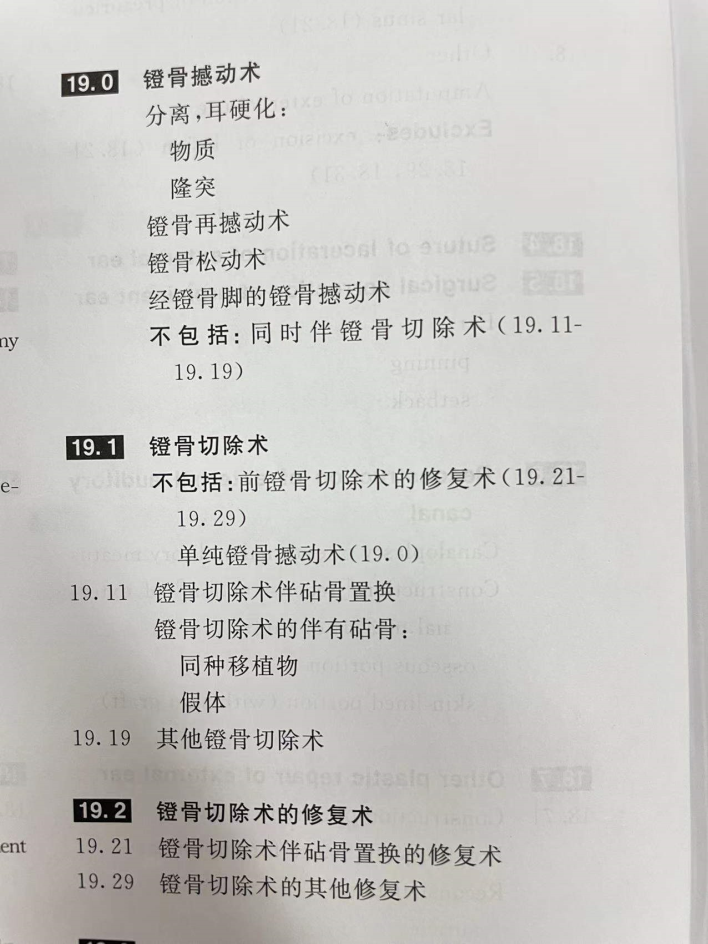 19.0 镫骨撼动术
分离,耳硬化:
物质
隆突
镫骨再撼动术
镫骨松动术
经镫骨脚的镫骨撼动术
不包括:同时伴镫骨切除术(19.11-
19.19)
19.1 镫骨切除术
不包括:前镫骨切除术的修复术(19.21-
19.29)
单纯镫骨撼动术(19.0)
19.11 镫骨切除术伴砧骨置换
镫骨切除术的伴有砧骨:
同种移植物
假体
19.19 其他镫骨切除术
19.2 镫骨切除术的修复术
19.21 镫骨切除术伴砧骨置换的修复术
19.29 镫骨切除术的其他修复术
my
e-
ent